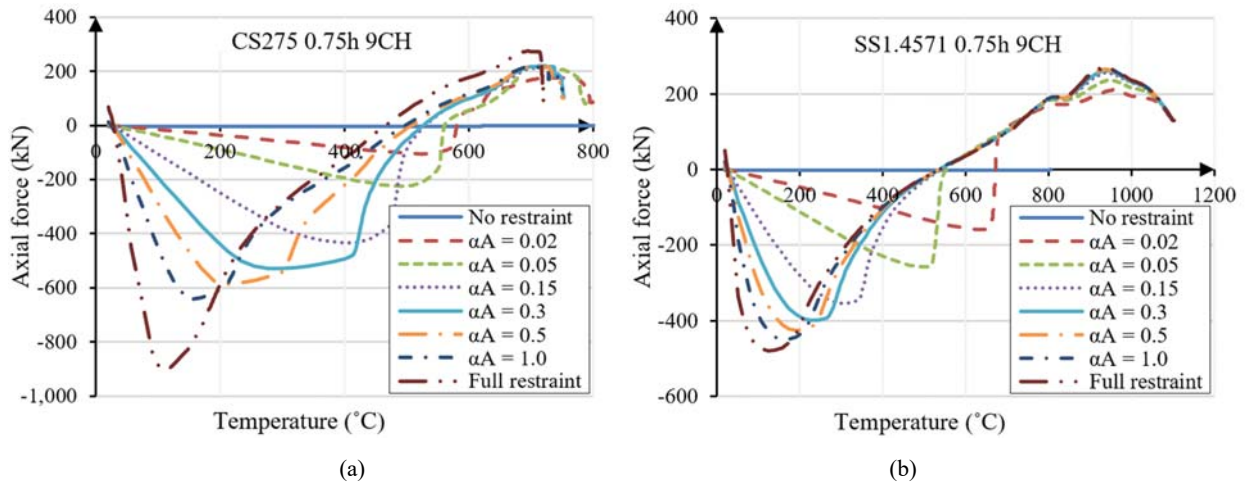 400
200
0
-200
-400
-600
-800
-1,000
Axial force (kN)
CS275 0.75h 9CH
0
200
400
600
800
No restraint
αA = 0.02
αA = 0.05
αA = 0.15
αA = 0.3
αA = 0.5
αA = 1.0
Full restraint
Temperature (˚C)
(a)
400
200
0
-200
-400
-600
Axial force (kN)
SS1.4571 0.75h 9CH
0
200
400
600
800
1000
1200
No restraint
αA = 0.02
αA = 0.05
αA = 0.15
αA = 0.3
αA = 0.5
αA = 1.0
Full restraint
Temperature (˚C)
(b)